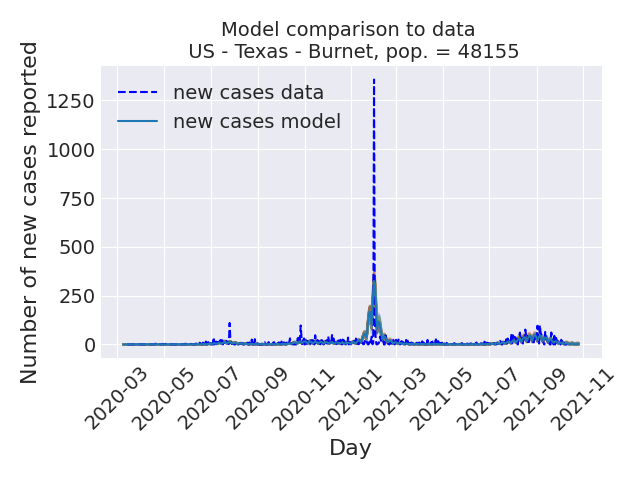 Model comparison to data
US - Texas - Burnet, pop. = 48155
Number of new cases reported
1250
1000
750
500
250
0
new cases data
new cases model
2020-03
2020-05
2020-07
2020-09
2020-11
2021-01
2021-03
2021-05
2021-07
2021-09
2021-11
Day